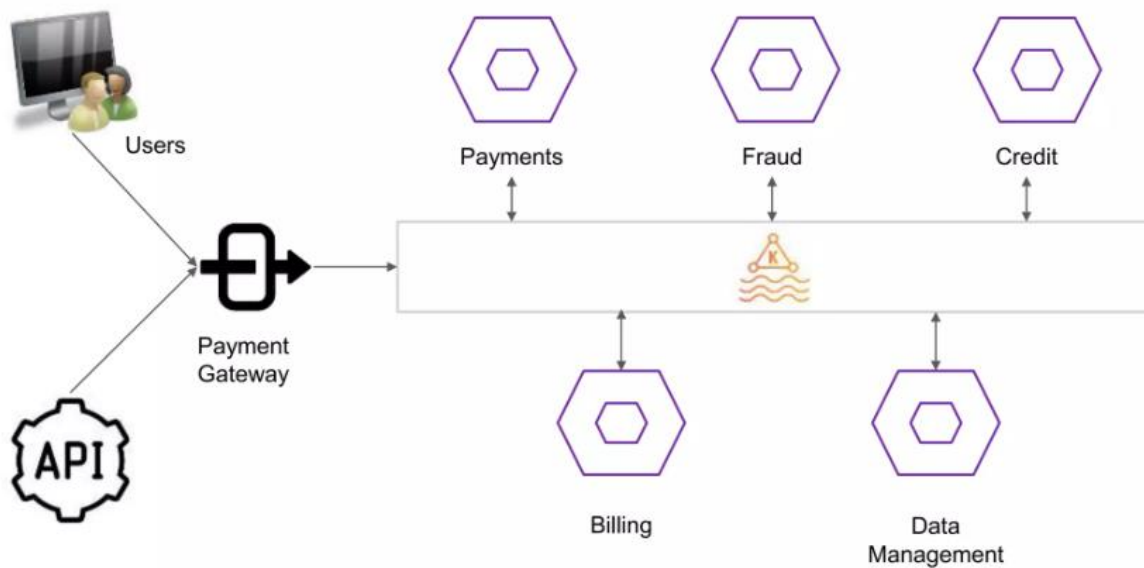 Users
Payments
Fraud
Credit
K
Payment
Gateway
API
Billing
Data
Management